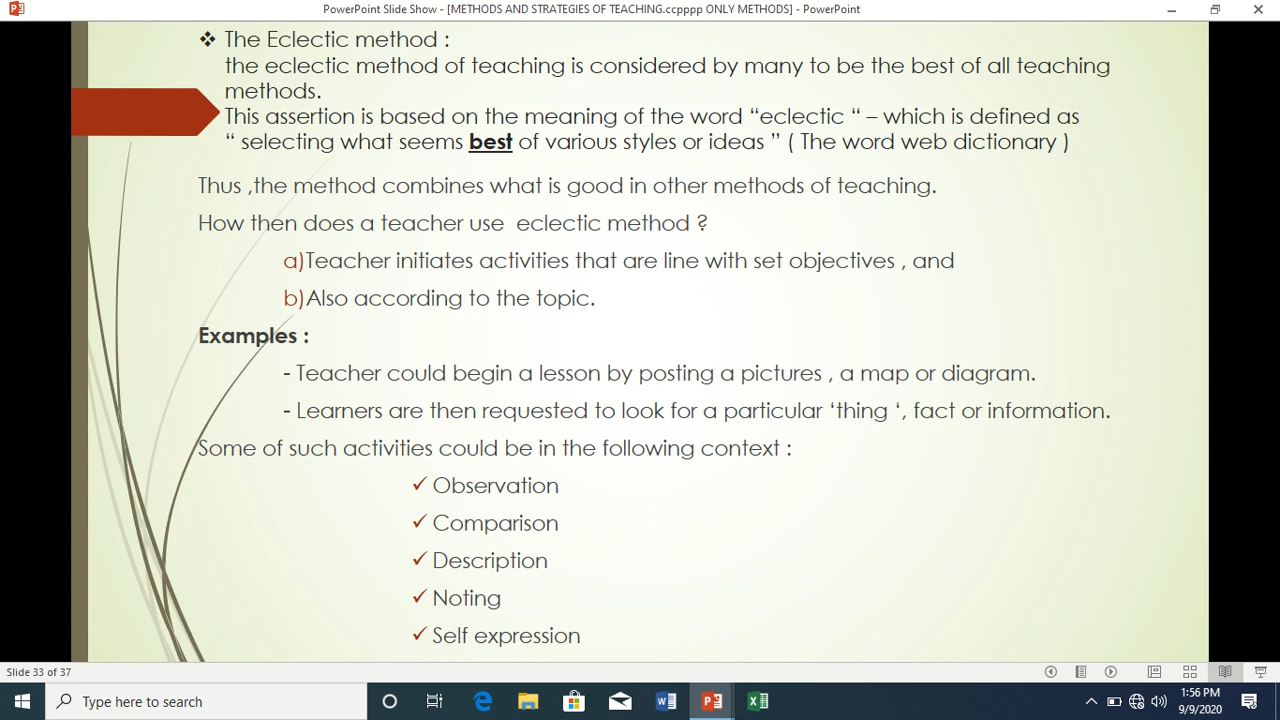 PowerPoint Slide Show - [METHODS AND STRATEGIES OF TEACHING.ccpppp ONLY METHODS] - PowerPoint
❖ The Eclectic method :
the eclectic method of teaching is considered by many to be the best of all teaching
methods.
This assertion is based on the meaning of the word “eclectic “ – which is defined as
“ selecting what seems best of various styles or ideas ” ( The word web dictionary )
Thus ,the method combines what is good in other methods of teaching.
How then does a teacher use eclectic method ?
a)Teacher initiates activities that are line with set objectives , and
b)Also according to the topic.
Examples :
- Teacher could begin a lesson by posting a pictures , a map or diagram.
- Learners are then requested to look for a particular ‘thing ‘, fact or information.
Some of such activities could be in the following context :
✓ Observation
✓ Comparison
✓ Description
✓ Noting
✓ Self expression
Slide 33 of 37
Type here to search
1:56 PM
9/9/2020